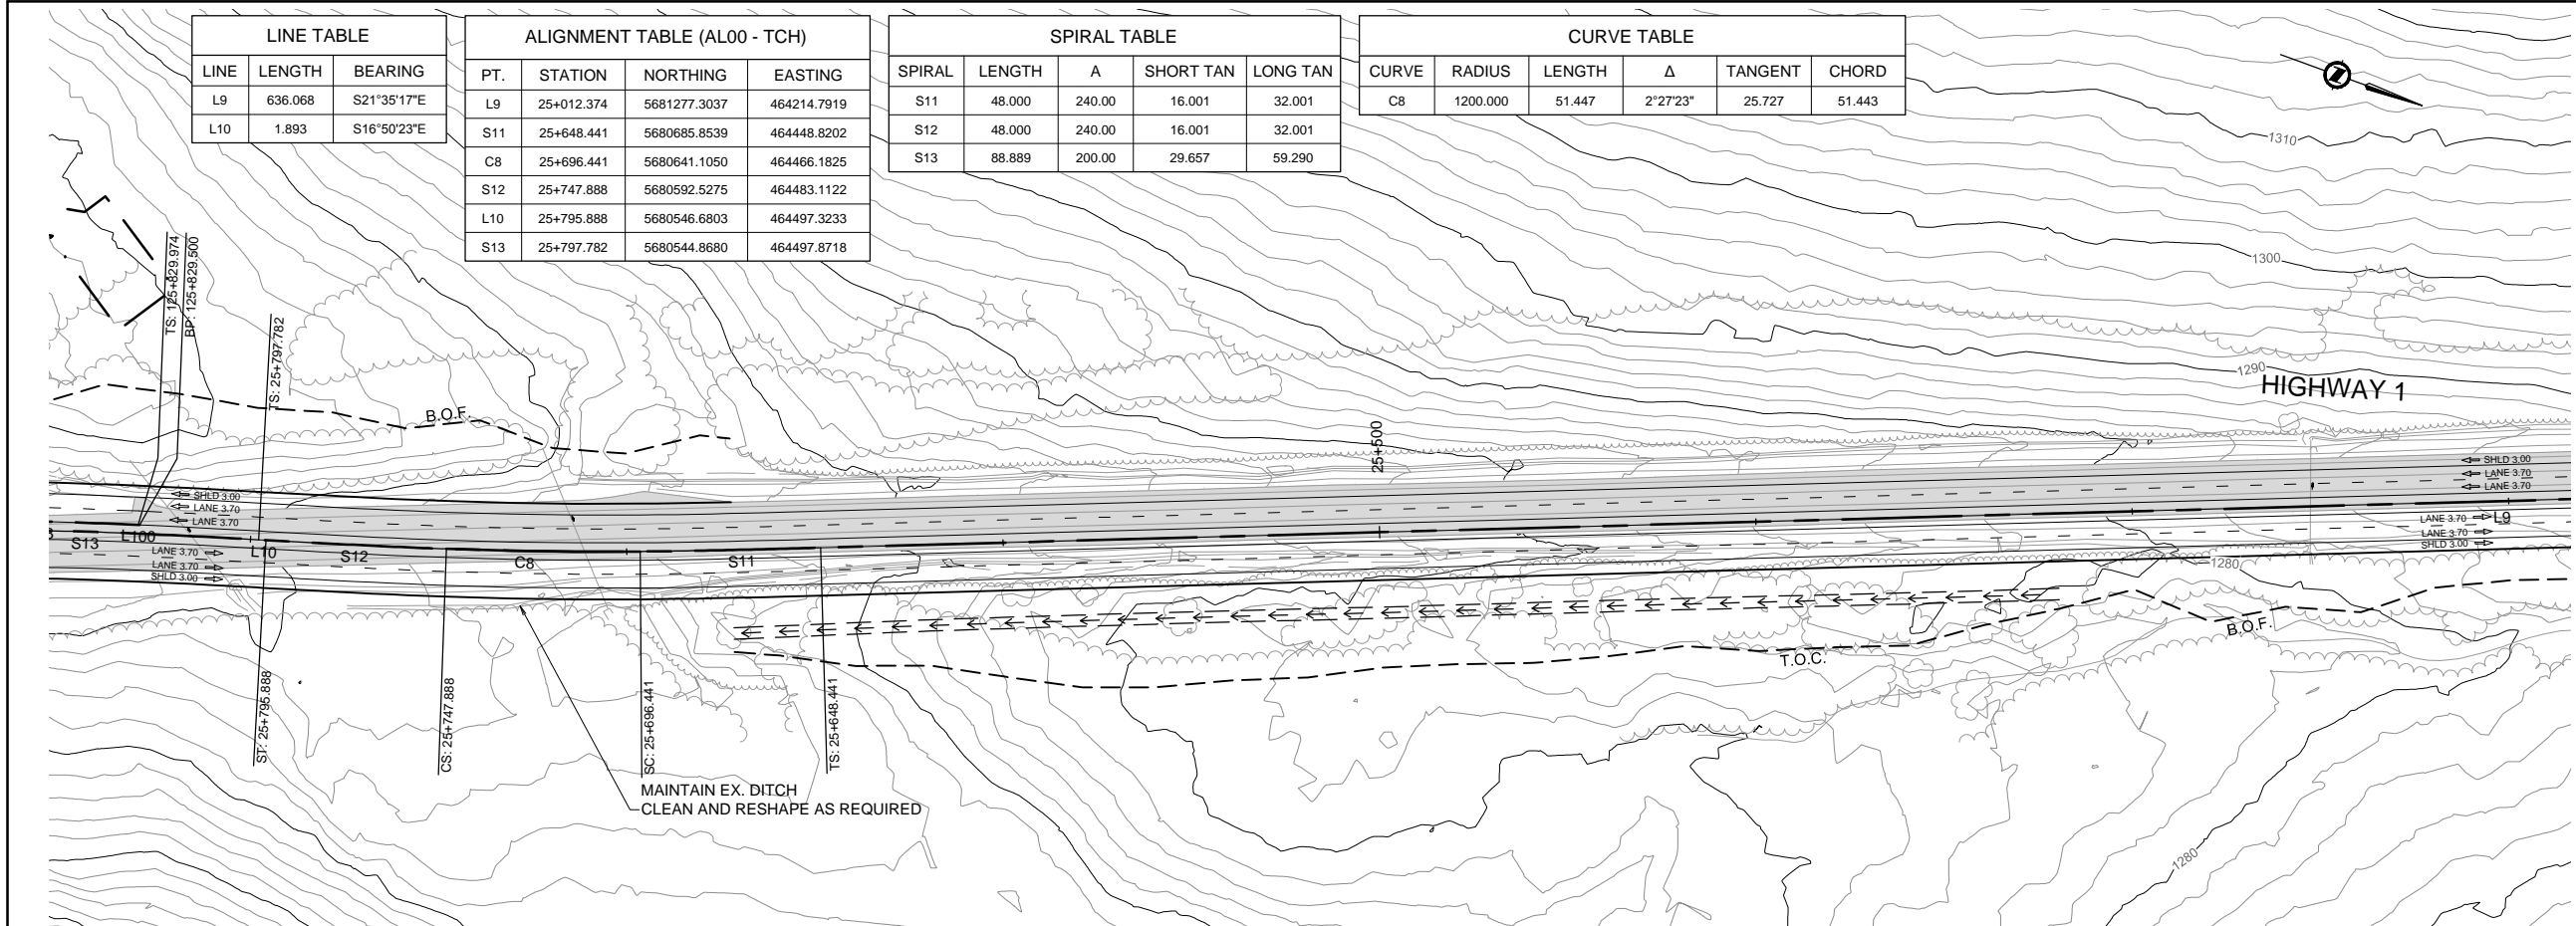 LINE TABLE
LINE LENGTH BEARING
L9 636.068 S21°35'17"E
L10 1.893 S16°50'23"E
ALIGNMENT TABLE (AL00 - TCH)
PT. STATION NORTHING EASTING
L9 25+012.374 5681277.3037 464214.7919
S11 25+648.441 5680685.8539 464448.8202
C8 25+696.441 5680641.1050 464466.1825
S12 25+747.888 5680592.5275 464483.1122
L10 25+795.888 5680546.6803 464497.3233
S13 25+797.782 5680544.8680 464497.8718
SPIRAL TABLE
SPIRAL LENGTH A SHORT TAN LONG TAN
S11 48.000 240.00 16.001 32.001
S12 48.000 240.00 16.001 32.001
S13 88.889 200.00 29.657 59.290
CURVE TABLE
CURVE RADIUS LENGTH Δ TANGENT CHORD
C8 1200.000 51.447 2°27'23" 25.727 51.443
1310
1300
1290
HIGHWAY 1
TS: 125+829.974
BP: 125+829.500
TS: 25+797.782
B.O.F.
25+500
SHLD 3.00
LANE 3.70
LANE 3.70
SHLD 3.00
LANE 3.70
LANE 3.70
S13
L100
L10
S12
C8
S11
L9
LANE 3.70
LANE 3.70
SHLD 3.00
LANE 3.70
LANE 3.70
SHLD 3.00
1280
B.O.F.
T.O.C.
ST: 25+795.888
CS: 25+747.888
SC: 25+696.441
TS: 25+648.441
MAINTAIN EX. DITCH
CLEAN AND RESHAPE AS REQUIRED
1280